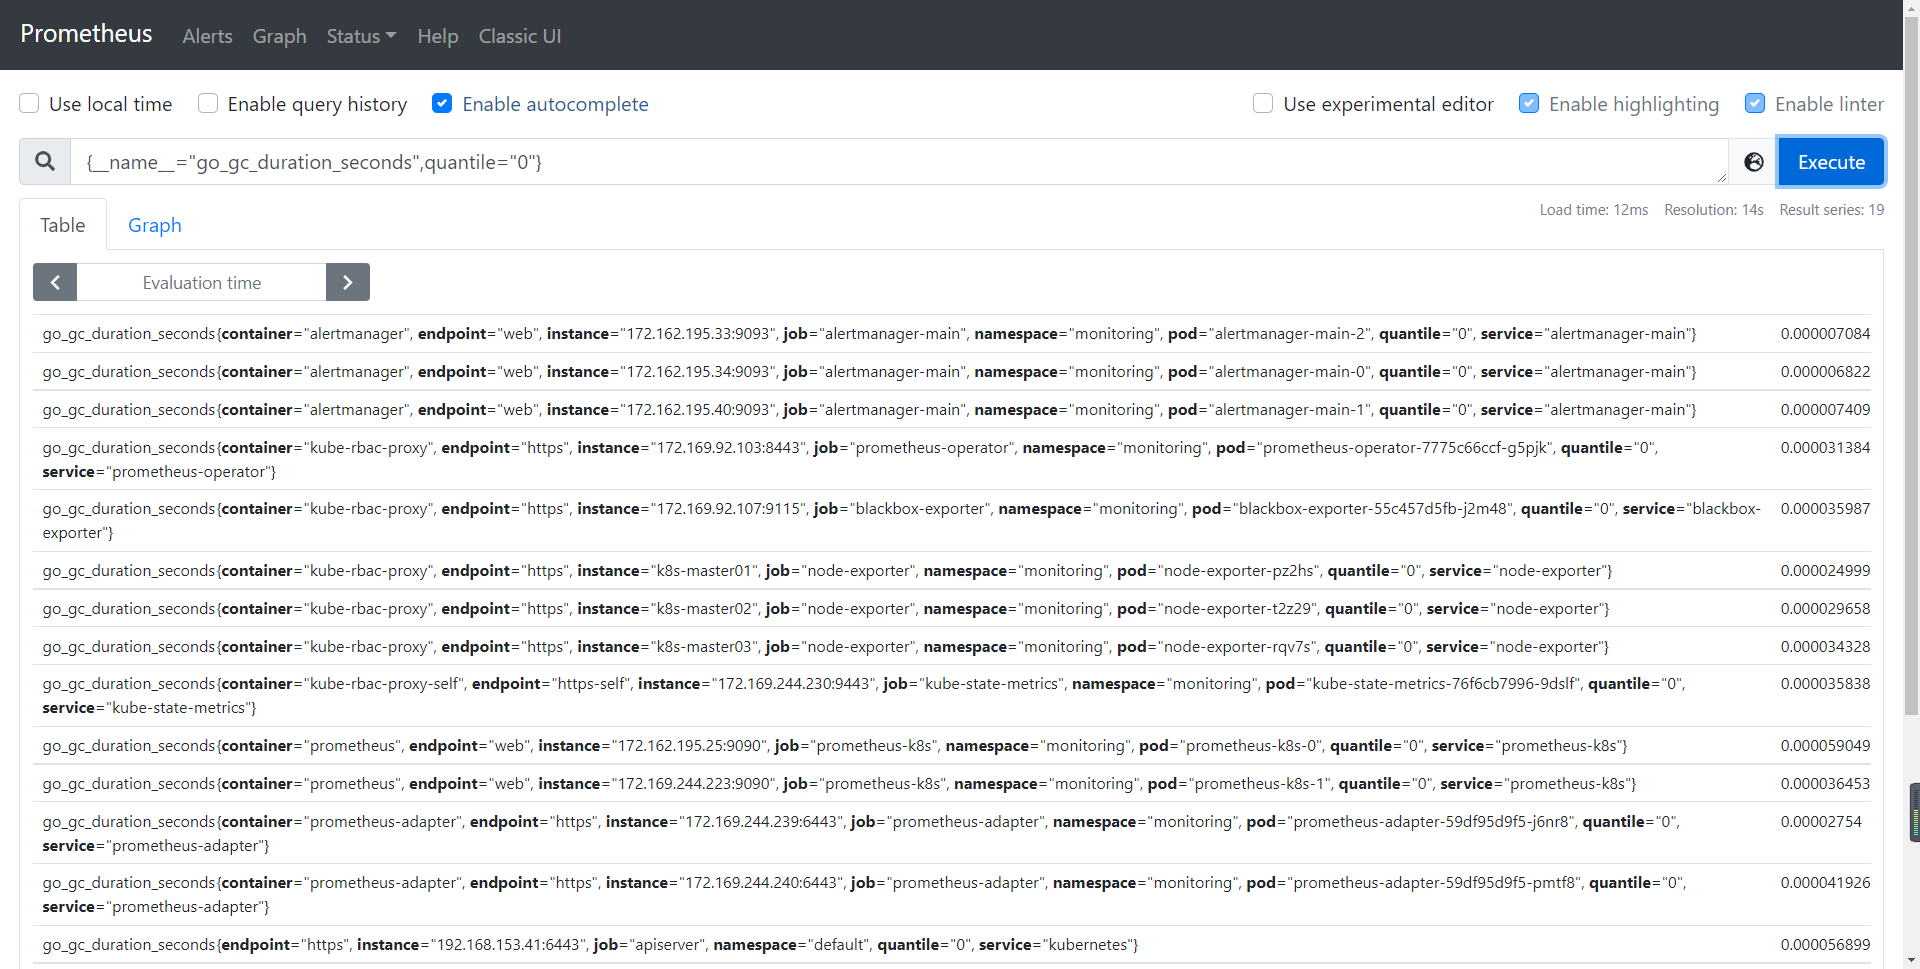 Prometheus Alerts Graph Status Help Classic UI
Use local time Enable query history Enable autocomplete Use experimental editor Enable highlighting Enable linter
{__name__="go_gc_duration_seconds",quantile="0"} Execute
Table Graph Load time: 12ms Resolution: 14s Result series: 19
Evaluation time
go_gc_duration_seconds{container="alertmanager", endpoint="web", instance="172.162.195.33:9093", job="alertmanager-main", namespace="monitoring", pod="alertmanager-main-2", quantile="0", service="alertmanager-main"} 0.000007084
go_gc_duration_seconds{container="alertmanager", endpoint="web", instance="172.162.195.34:9093", job="alertmanager-main", namespace="monitoring", pod="alertmanager-main-0", quantile="0", service="alertmanager-main"} 0.000006822
go_gc_duration_seconds{container="alertmanager", endpoint="web", instance="172.162.195.40:9093", job="alertmanager-main", namespace="monitoring", pod="alertmanager-main-1", quantile="0", service="alertmanager-main"} 0.000007409
go_gc_duration_seconds{container="kube-rbac-proxy", endpoint="https", instance="172.169.92.103:8443", job="prometheus-operator", namespace="monitoring", pod="prometheus-operator-7775c66ccf-g5pjk", quantile="0", 0.000031384
service="prometheus-operator"}
go_gc_duration_seconds{container="kube-rbac-proxy", endpoint="https", instance="172.169.92.107:9115", job="blackbox-exporter", namespace="monitoring", pod="blackbox-exporter-55c457d5fb-j2m48", quantile="0", service="blackbox- 0.000035987
exporter"}
go_gc_duration_seconds{container="kube-rbac-proxy", endpoint="https", instance="k8s-master01", job="node-exporter", namespace="monitoring", pod="node-exporter-pz2hs", quantile="0", service="node-exporter"} 0.000024999
go_gc_duration_seconds{container="kube-rbac-proxy", endpoint="https", instance="k8s-master02", job="node-exporter", namespace="monitoring", pod="node-exporter-t2z29", quantile="0", service="node-exporter"} 0.000029658
go_gc_duration_seconds{container="kube-rbac-proxy", endpoint="https", instance="k8s-master03", job="node-exporter", namespace="monitoring", pod="node-exporter-rqv7s", quantile="0", service="node-exporter"} 0.000034328
go_gc_duration_seconds{container="kube-rbac-proxy-self", endpoint="https-self", instance="172.169.244.230:9443", job="kube-state-metrics", namespace="monitoring", pod="kube-state-metrics-76f6cb7996-9dslf", quantile="0", 0.000035838
service="kube-state-metrics"}
go_gc_duration_seconds{container="prometheus", endpoint="web", instance="172.162.195.25:9090", job="prometheus-k8s", namespace="monitoring", pod="prometheus-k8s-0", quantile="0", service="prometheus-k8s"} 0.000059049
go_gc_duration_seconds{container="prometheus", endpoint="web", instance="172.169.244.223:9090", job="prometheus-k8s", namespace="monitoring", pod="prometheus-k8s-1", quantile="0", service="prometheus-k8s"} 0.000036453
go_gc_duration_seconds{container="prometheus-adapter", endpoint="https", instance="172.169.244.239:6443", job="prometheus-adapter", namespace="monitoring", pod="prometheus-adapter-59df95d9f5-j6nr8", quantile="0", 0.00002754
service="prometheus-adapter"}
go_gc_duration_seconds{container="prometheus-adapter", endpoint="https", instance="172.169.244.240:6443", job="prometheus-adapter", namespace="monitoring", pod="prometheus-adapter-59df95d9f5-pmtf8", quantile="0", 0.000041926
service="prometheus-adapter"}
go_gc_duration_seconds{endpoint="https", instance="192.168.153.41:6443", job="apiserver", namespace="default", quantile="0", service="kubernetes"} 0.000056899